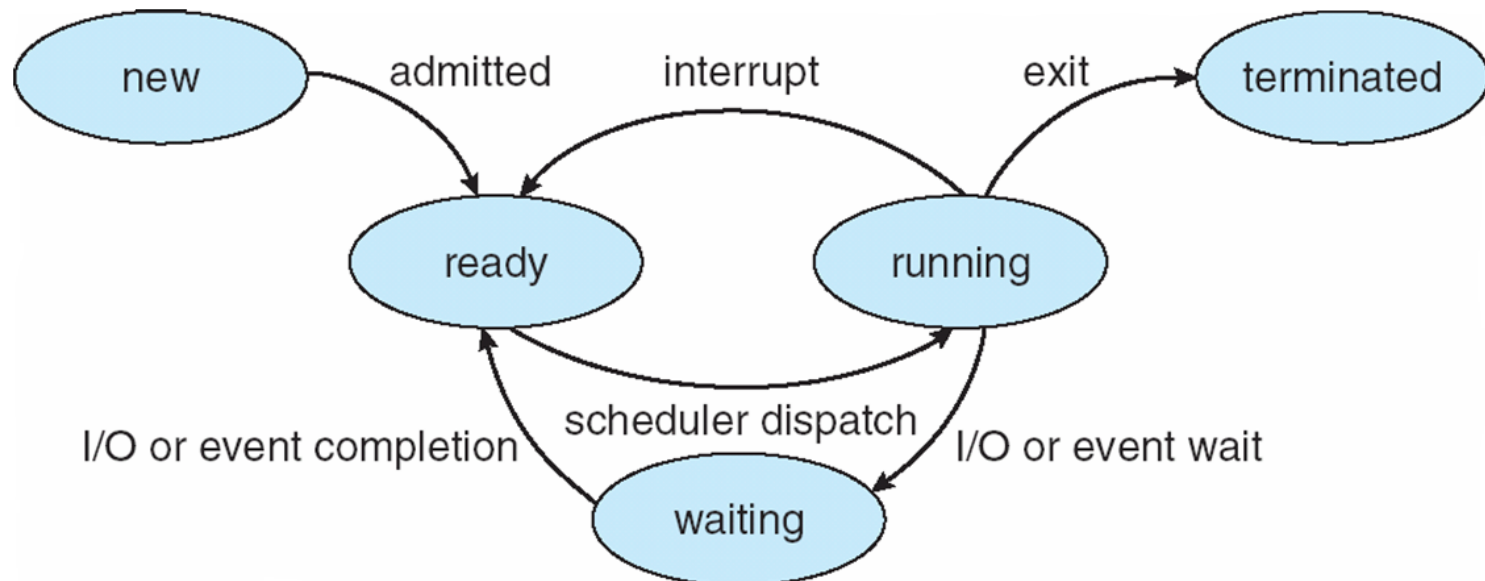 new
admitted
interrupt
exit
terminated
ready
running
scheduler dispatch
I/O or event completion
I/O or event wait
waiting